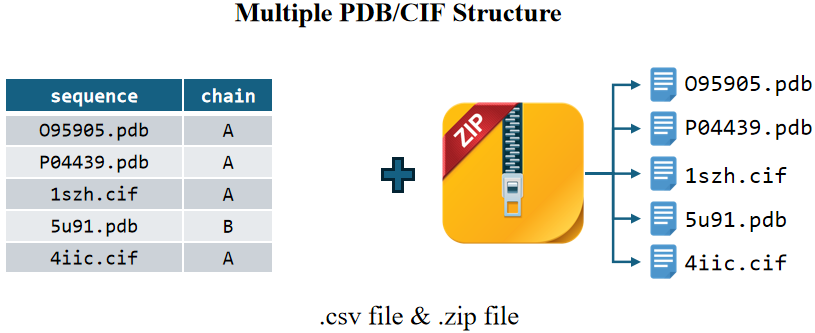 Multiple PDB/CIF Structure
sequence chain
O95905.pdb A
P04439.pdb A
1szh.cif A
5u91.pdb B
4iic.cif A
ZIP
O95905.pdb
P04439.pdb
1szh.cif
5u91.pdb
4iic.cif
.csv file & .zip file